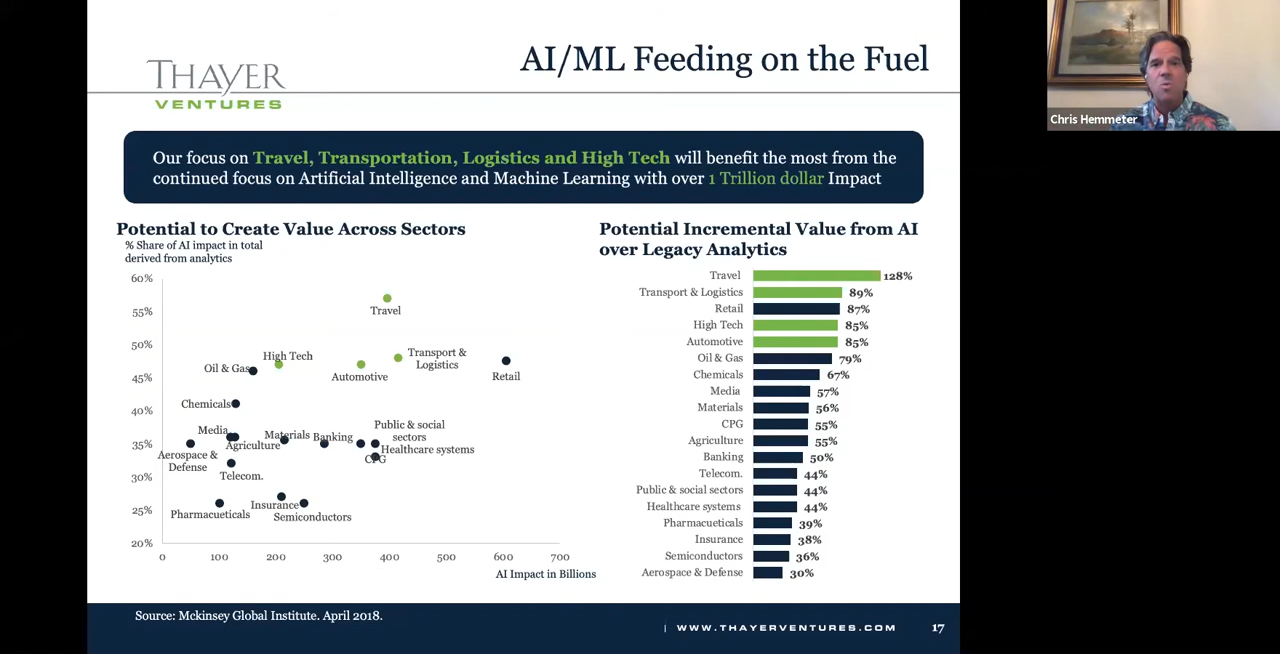 THAYER
VENTURES
AI/ML Feeding on the Fuel
Our focus on Travel, Transportation, Logistics and High Tech will benefit the most from the
continued focus on Artificial Intelligence and Machine Learning with over 1 Trillion dollar Impact
Potential to Create Value Across Sectors
% Share of AI impact in total
derived from analytics
60%
55%
50%
45%
40%
35%
30%
25%
20%
0 100 200 300 400 500 600 700
AI Impact in Billions
Travel
High Tech
Oil & Gas
Automotive
Transport &
Logistics
Retail
Chemicals
Media
Agriculture
Materials
Banking
Public & social
sectors
Healthcare systems
CPG
Aerospace &
Defense
Telecom.
Pharmacueticals
Insurance
Semiconductors
Potential Incremental Value from AI
over Legacy Analytics
Travel 128%
Transport & Logistics 89%
Retail 87%
High Tech 85%
Automotive 85%
Oil & Gas 79%
Chemicals 67%
Media 57%
Materials 56%
CPG 55%
Agriculture 55%
Banking 50%
Telecom. 44%
Public & social sectors 44%
Healthcare systems 44%
Pharmacueticals 39%
Insurance 38%
Semiconductors 36%
Aerospace & Defense 30%
Source: Mckinsey Global Institute. April 2018.
| WWW.THAYERVENTURES.COM 17
Chris Hemmeter